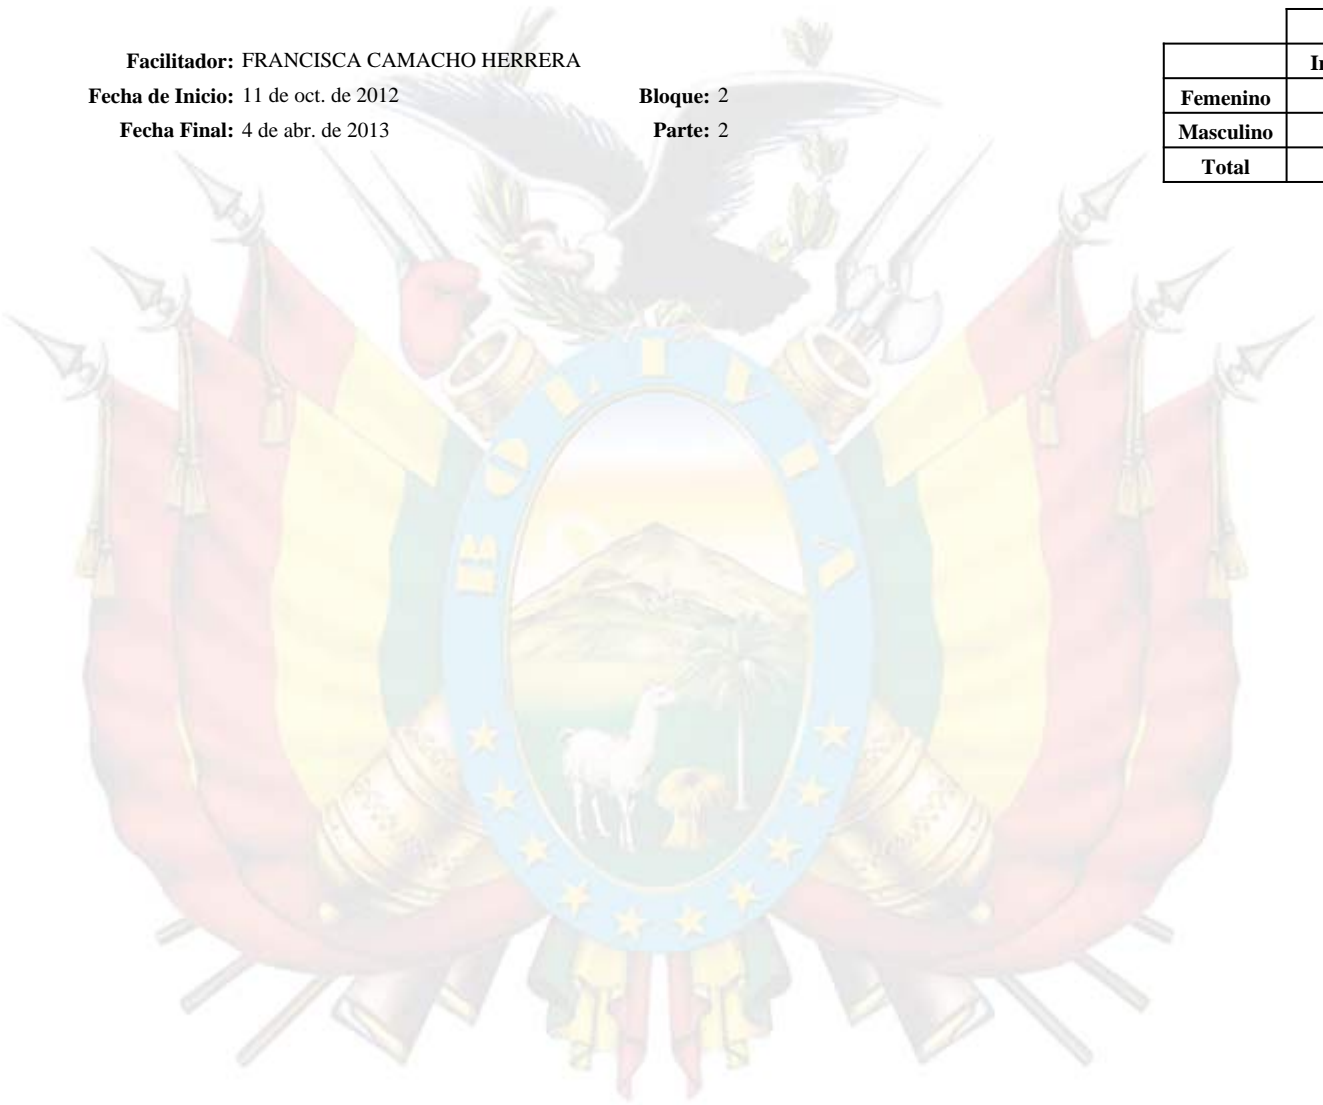 Facilitador: FRANCISCA CAMACHO HERRERA
Fecha de Inicio: 11 de oct. de 2012 Bloque: 2
Fecha Final: 4 de abr. de 2013 Parte: 2
Femenino
Masculino
Total
BOLIVIA